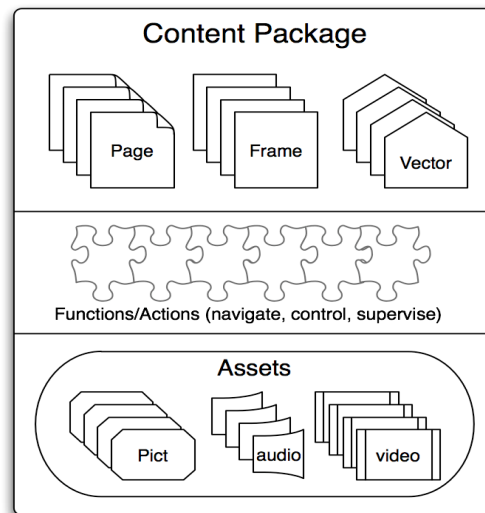 Content Package
Page
Frame
Vector
Functions/Actions (navigate, control, supervise)
Assets
Pict
audio
video